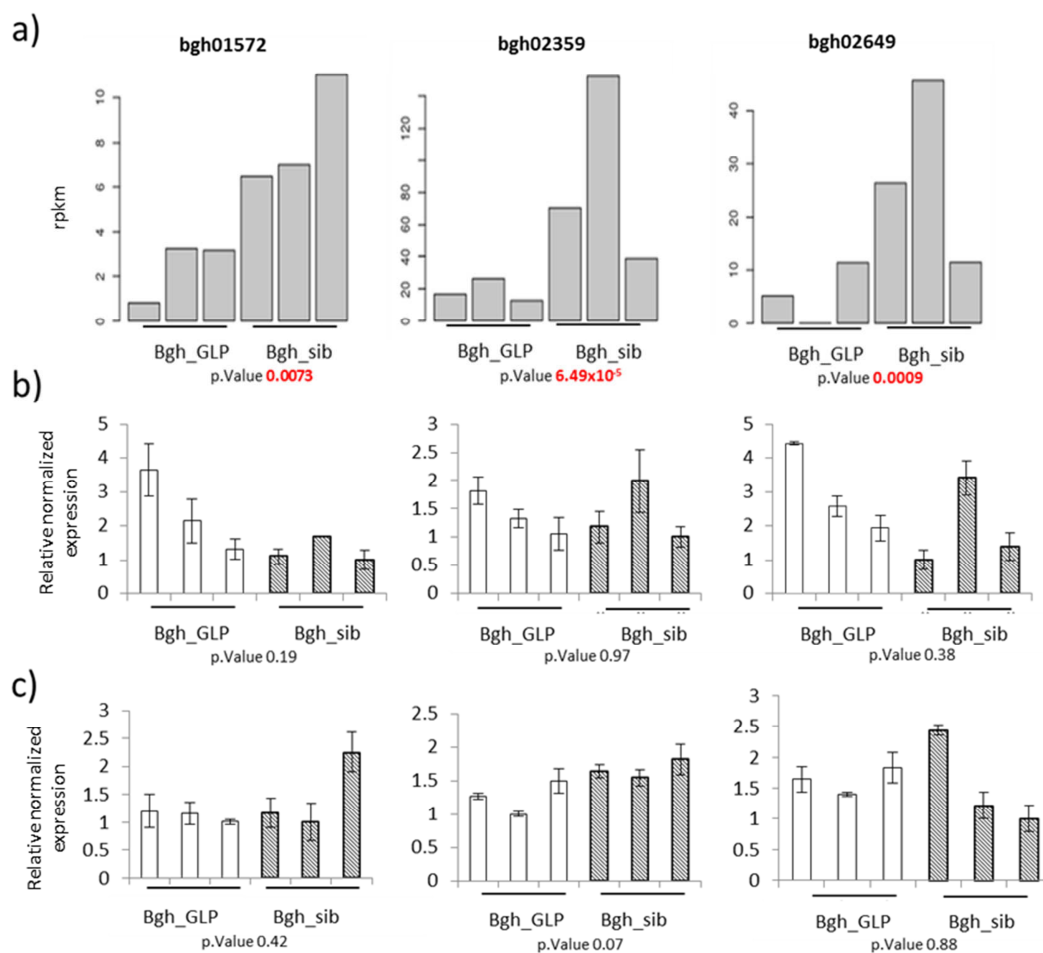 a)
bgh01572 bgh02359 bgh02649
rpkm
10
8
6
4
2
0
120
80
60
40
20
0
40
30
20
10
0
Bgh_GLP Bgh_sib
p.Value 0.0073
Bgh_GLP Bgh_sib
p.Value 6.49x10-5
Bgh_GLP Bgh_sib
p.Value 0.0009
b)
Relative normalized
expression
5
4
3
2
1
0
3
2.5
2
1.5
1
0.5
0
5
4
3
2
1
0
Bgh_GLP Bgh_sib
p.Value 0.19
Bgh_GLP Bgh_sib
p.Value 0.97
Bgh_GLP Bgh_sib
p.Value 0.38
c)
Relative normalized
expression
3
2.5
2
1.5
1
0.5
0
2.5
2
1.5
1
0.5
0
3
2.5
2
1.5
1
0.5
0
Bgh_GLP Bgh_sib
p.Value 0.42
Bgh_GLP Bgh_sib
p.Value 0.07
Bgh_GLP Bgh_sib
p.Value 0.88